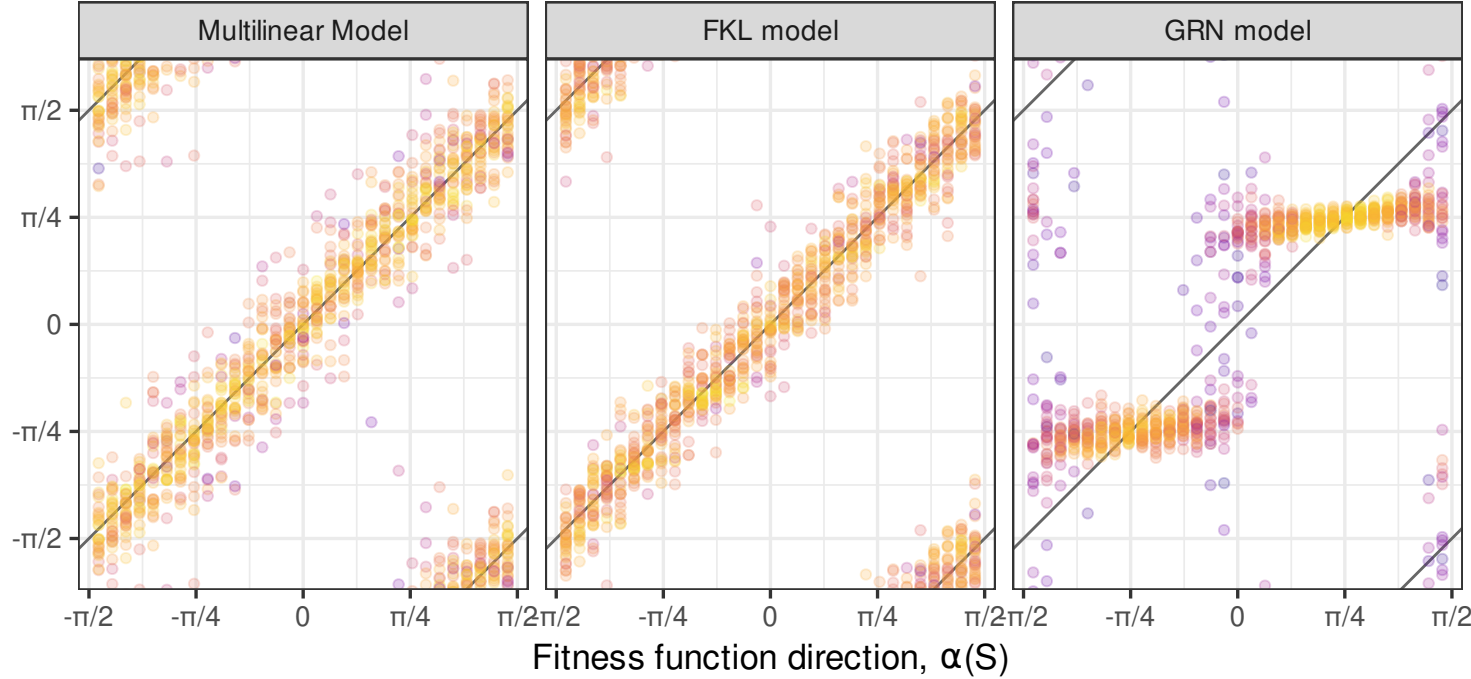 Multilinear Model FKL model GRN model
π/2
π/4
0
-π/4
-π/2
-π/2 -π/4 0 π/4 π/2 -π/2 -π/4 0 π/4 π/2 -π/2 -π/4 0 π/4 π/2
Fitness function direction, α(S)